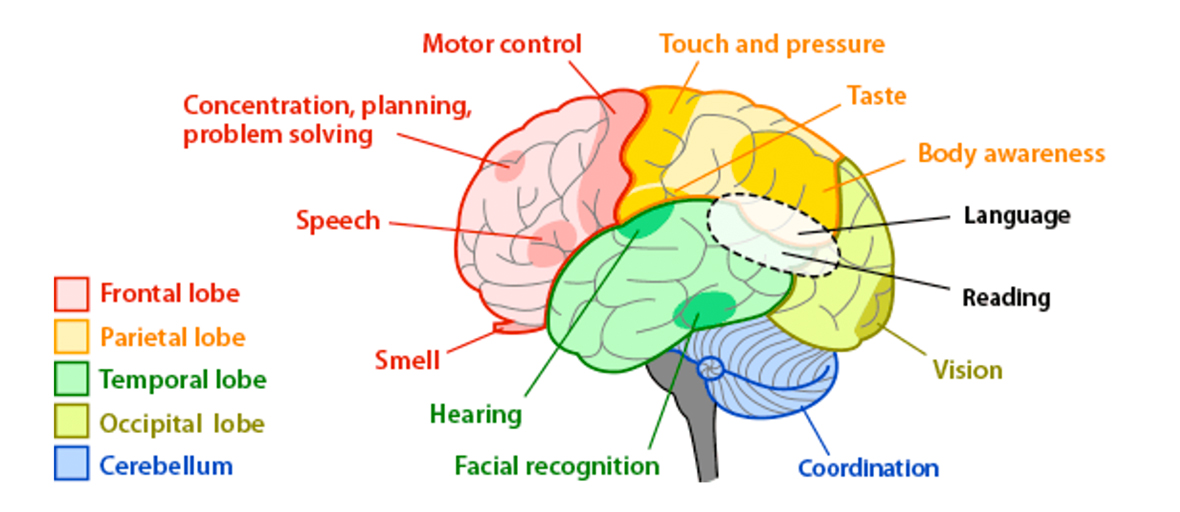 Motor control
Touch and pressure
Concentration, planning,
problem solving
Taste
Body awareness
Speech
Language
Reading
Frontal lobe
Parietal lobe
Temporal lobe
Occipital lobe
Cerebellum
Smell
Hearing
Facial recognition
Vision
Coordination